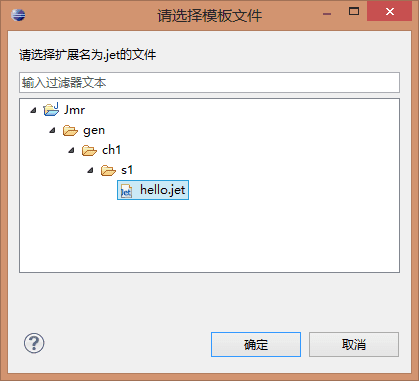 请选择模板文件
请选择扩展名为.jet的文件
输入过滤器文本
Jmr
gen
ch1
s1
hello.jet
确定
取消